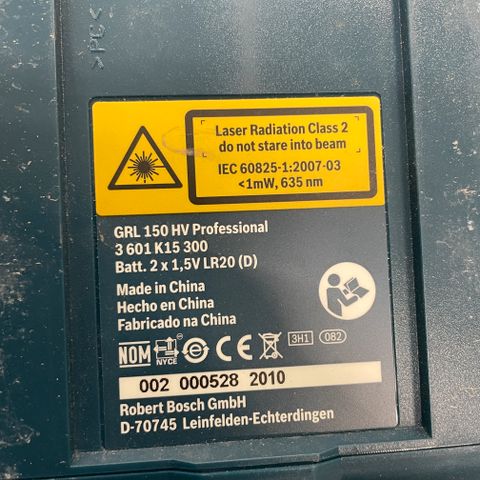 >PC<
Laser Radiation Class 2
do not stare into beam
IEC 60825-1:2007-03
<1mW, 635 nm
GRL 150 HV Professional
3 601 K15 300
Batt. 2 x 1,5V LR20 (D)
Made in China
Hecho en China
Fabricado na China
NOM NYCE CE 3H1 082
002 000528 2010
Robert Bosch GmbH
D-70745 Leinfelden-Echterdingen